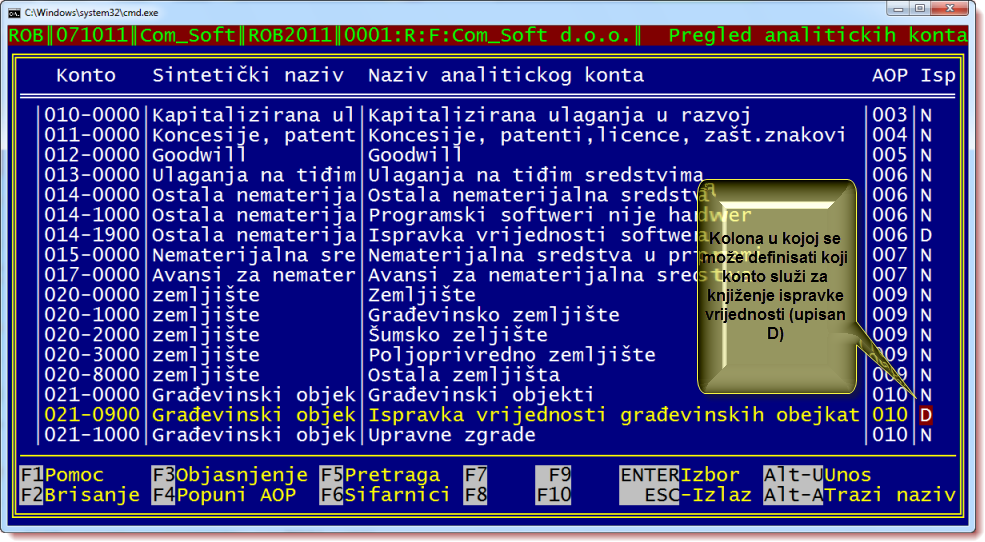 C:\Windows\system32\cmd.exe
ROB║071011║Com_Soft║ROB2011║0001:R:F:Com_Soft d.o.o.║ Pregled analitickih konta
Konto Sintetički naziv Naziv analitickog konta AOP Isp
010-0000|Kapitalizirana ul|Kapitalizirana ulaganja u razvoj|003|N
011-0000|Koncesije, patent|Koncesije, patenti,licence, zašt.znakovi|004|N
012-0000|Goodwill|Goodwill|005|N
013-0000|Ulaganja na tiđim|Ulaganja na tiđim sredstvima|006|N
014-0000|Ostala nematerija|Ostala nematerijalna sredstva|006|N
014-1000|Ostala nematerija|Programski softweri nije hadwer|006|N
014-1900|Ostala nematerija|Ispravka vrijednosti softwera|006|D
015-0000|Nematerijalna sre|Nematerijalna sredstva u pripremi|007|N
017-0000|Avansi za nemater|Avansi za nematerijalna sredstva|007|N
020-0000|zemljište|Zemljište|009|N
020-1000|zemljište|Građevinsko zemljište|009|N
020-2000|zemljište|Šumsko zeljište|009|N
020-3000|zemljište|Poljoprivredno zemljište|009|N
020-8000|zemljište|Ostala zemljišta|009|N
021-0000|Građevinski objek|Građevinski objekti|010|N
021-0900|Građevinski objek|Ispravka vrijednosti građevinskih obejkat|010|D
021-1000|Građevinski objek|Upravne zgrade|010|N
Kolona u kojoj se
može definisati koji
konto služi za
knjiženje ispravke
vrijednosti (upisan
D)
F1Pomoc F3Objasnjenje F5Pretraga F7 F9 ENTERIzbor Alt-UUnos
F2Brisanje F4Popuni AOP F6Sifarnici F8 F10 ESC-Izlaz Alt-ATrazi naziv